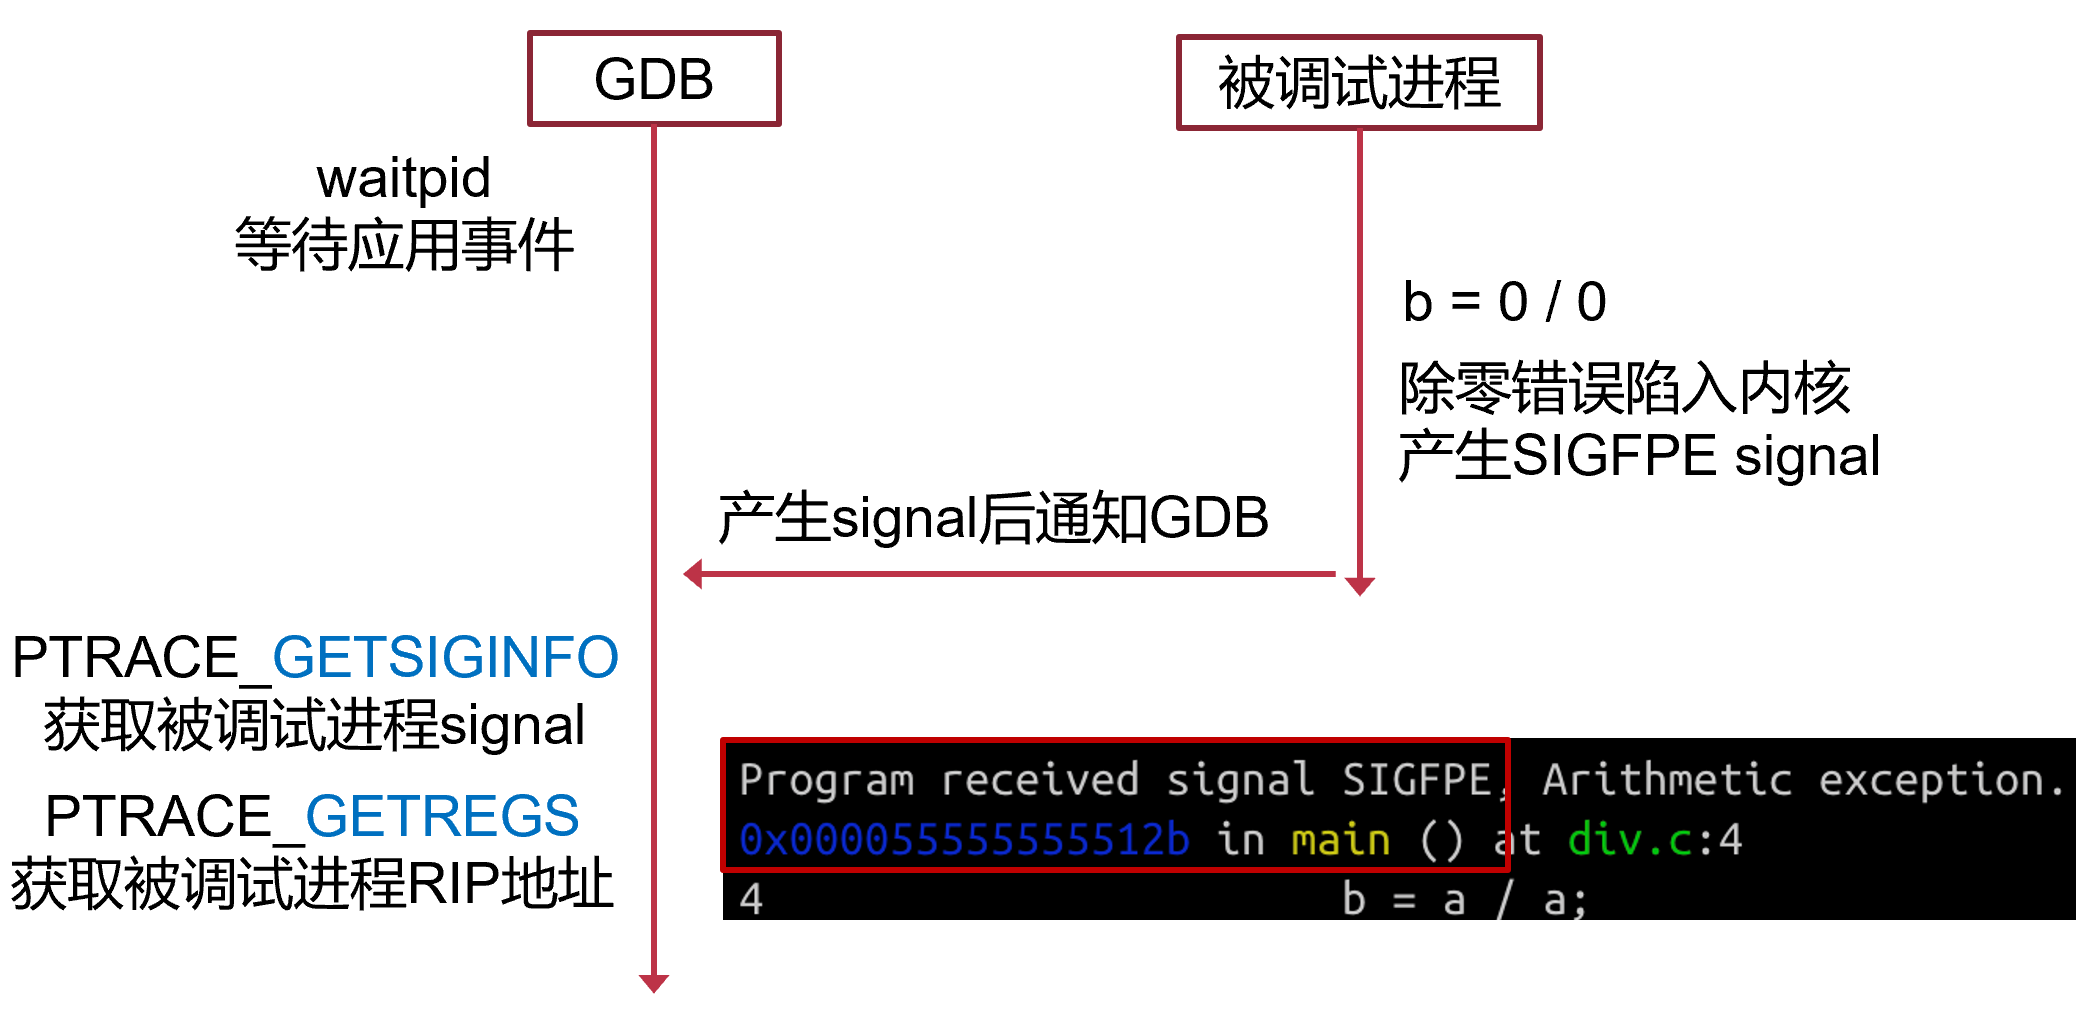 GDB
被调试进程
waitpid
等待应用事件
b = 0 / 0
除零错误陷入内核
产生SIGFPE signal
产生signal后通知GDB
PTRACE_GETSIGINFO
获取被调试进程signal
PTRACE_GETREGS
获取被调试进程RIP地址
Program received signal SIGFPE, Arithmetic exception.
0x000055555555512b in main () at div.c:4
4 b = a / a;